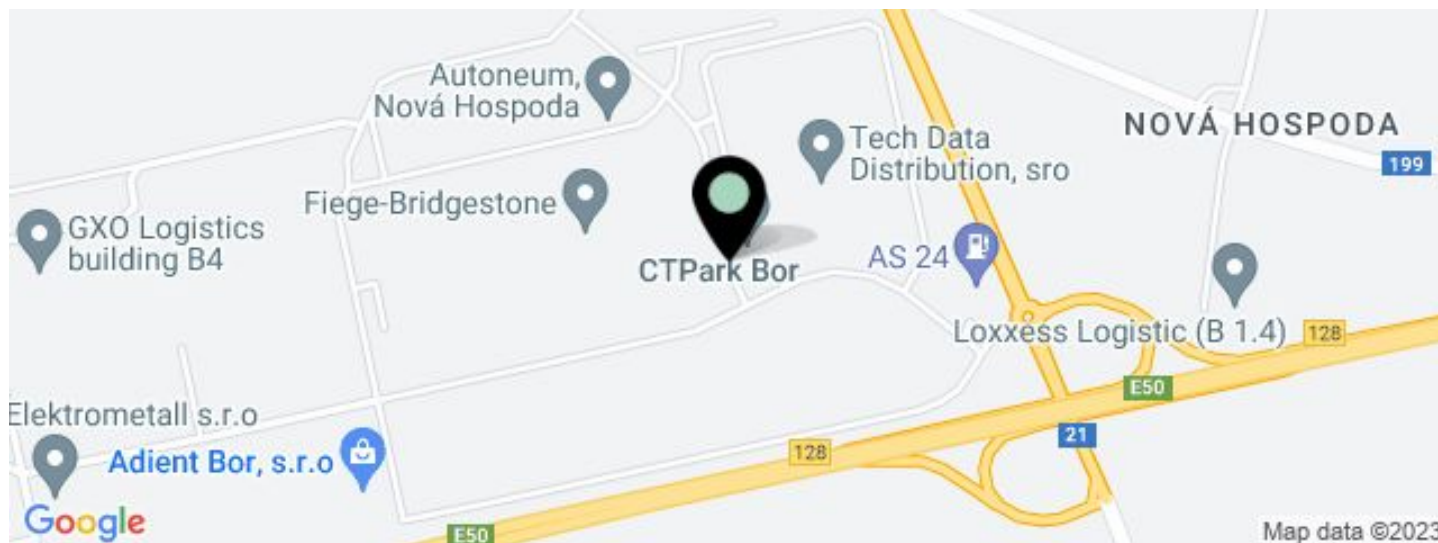 Autoneum,
Nová Hospoda
Tech Data
Distribution, sro
NOVÁ HOSPODA
199
Fiege-Bridgestone
GXO Logistics
building B4
CTPark Bor
AS 24
Loxxess Logistic (B 1.4)
128
E50
Elektrometall s.r.o
21
128
Adient Bor, s.r.o
Google
E50
Map data ©2023